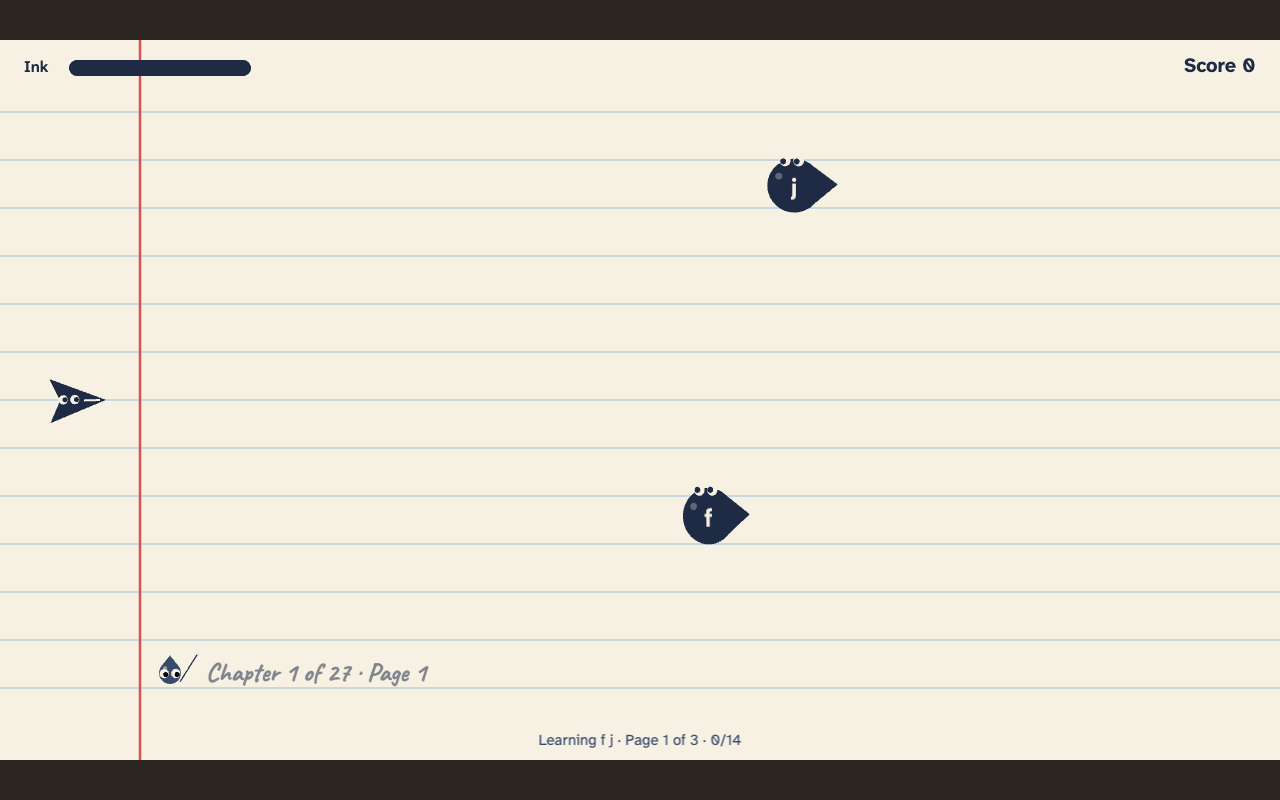 Ink
Score 0
j
f
Chapter 1 of 27 · Page 1
Learning f j · Page 1 of 3 · 0/14